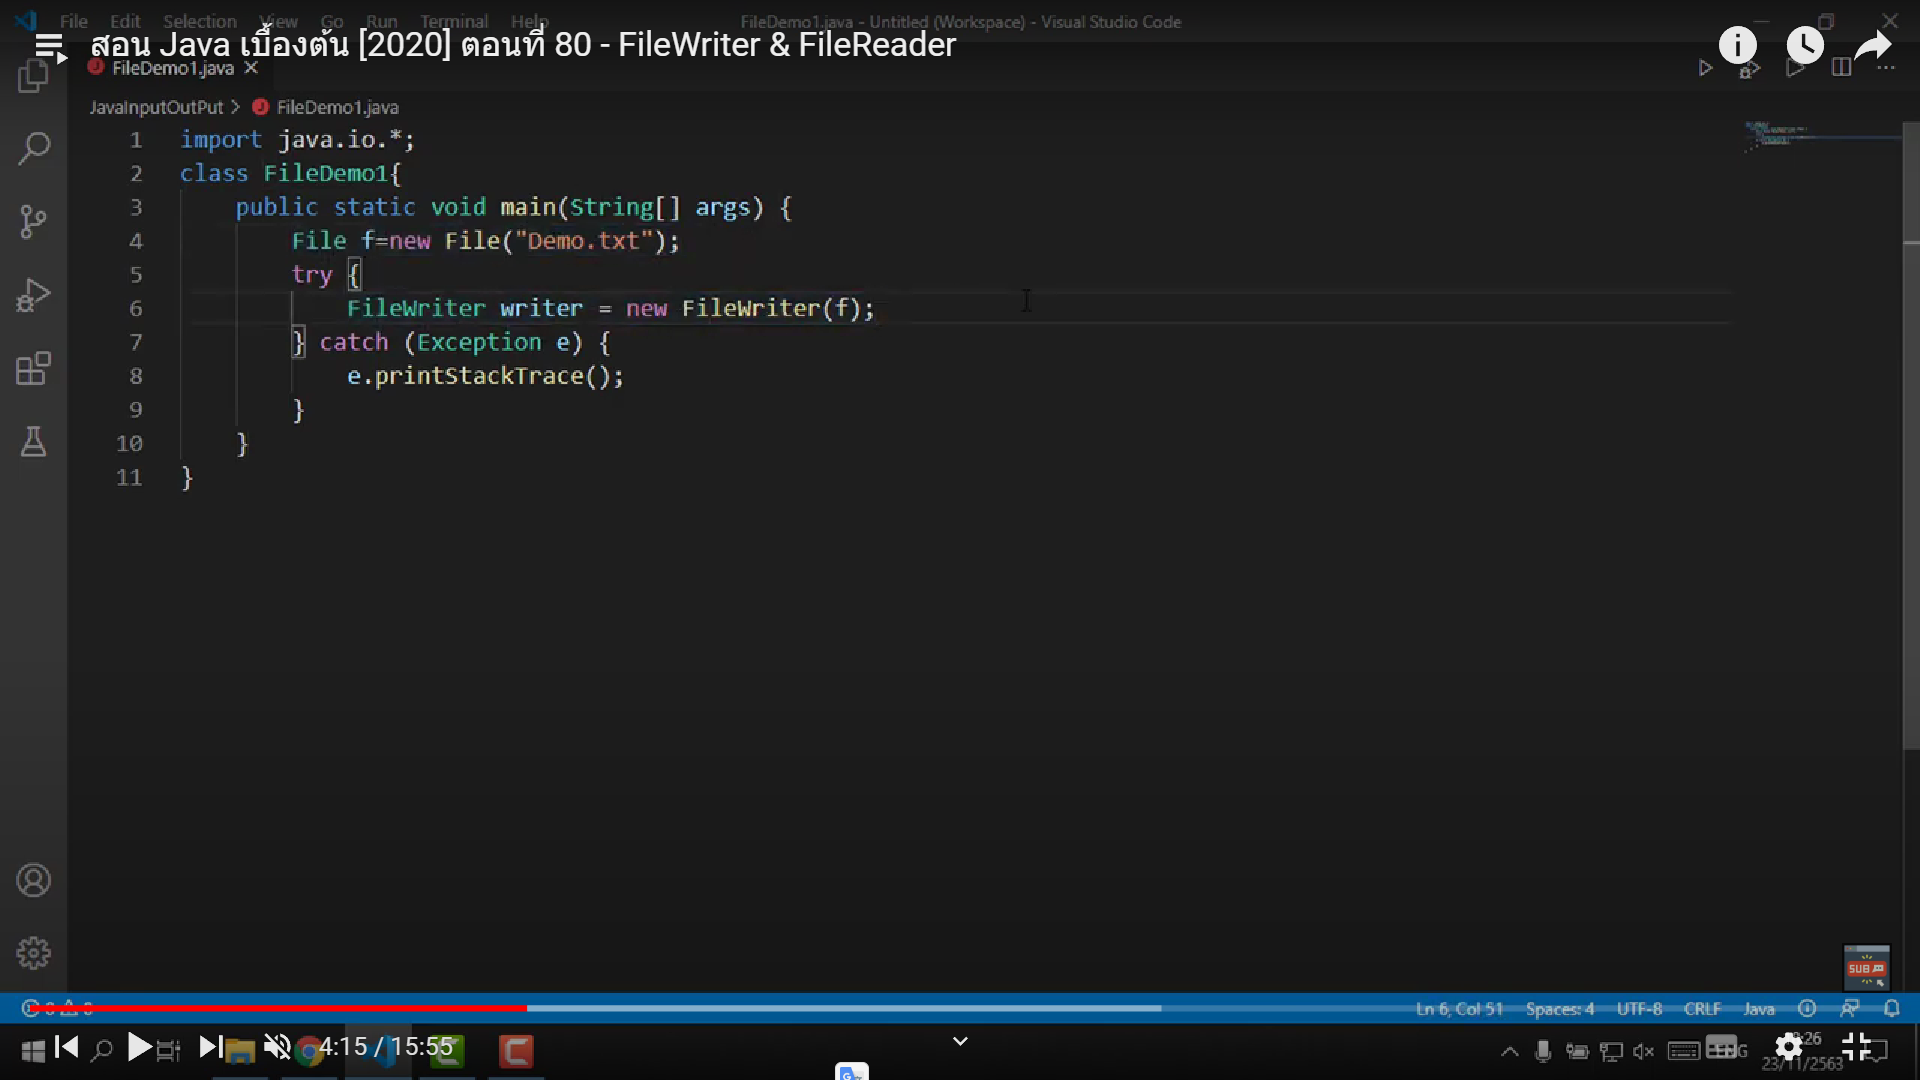 File Edit Selection View Go Run Terminal Help
FileDemo1.java - Untitled (Workspace) - Visual Studio Code
สอน Java เบื้องต้น [2020] ตอนที่ 80 - FileWriter & FileReader
FileDemo1.java
JavaInputOutPut > FileDemo1.java
1 import java.io.*;
2 class FileDemo1{
3 public static void main(String[] args) {
4 File f=new File("Demo.txt");
5 try {
6 FileWriter writer = new FileWriter(f);
7 } catch (Exception e) {
8 e.printStackTrace();
9 }
10 }
11 }
SUB
Ln 6, Col 51 Spaces: 4 UTF-8 CRLF Java
4:15 / 15:55
23/11/2563